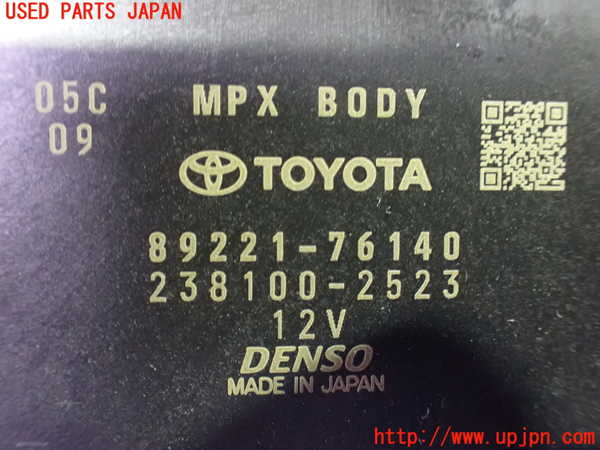 USED PARTS JAPAN
05C MPX BODY
09
TOYOTA
89221-76140
238100-2523
12V
DENSO
MADE IN JAPAN
http://www.upjpn.com/